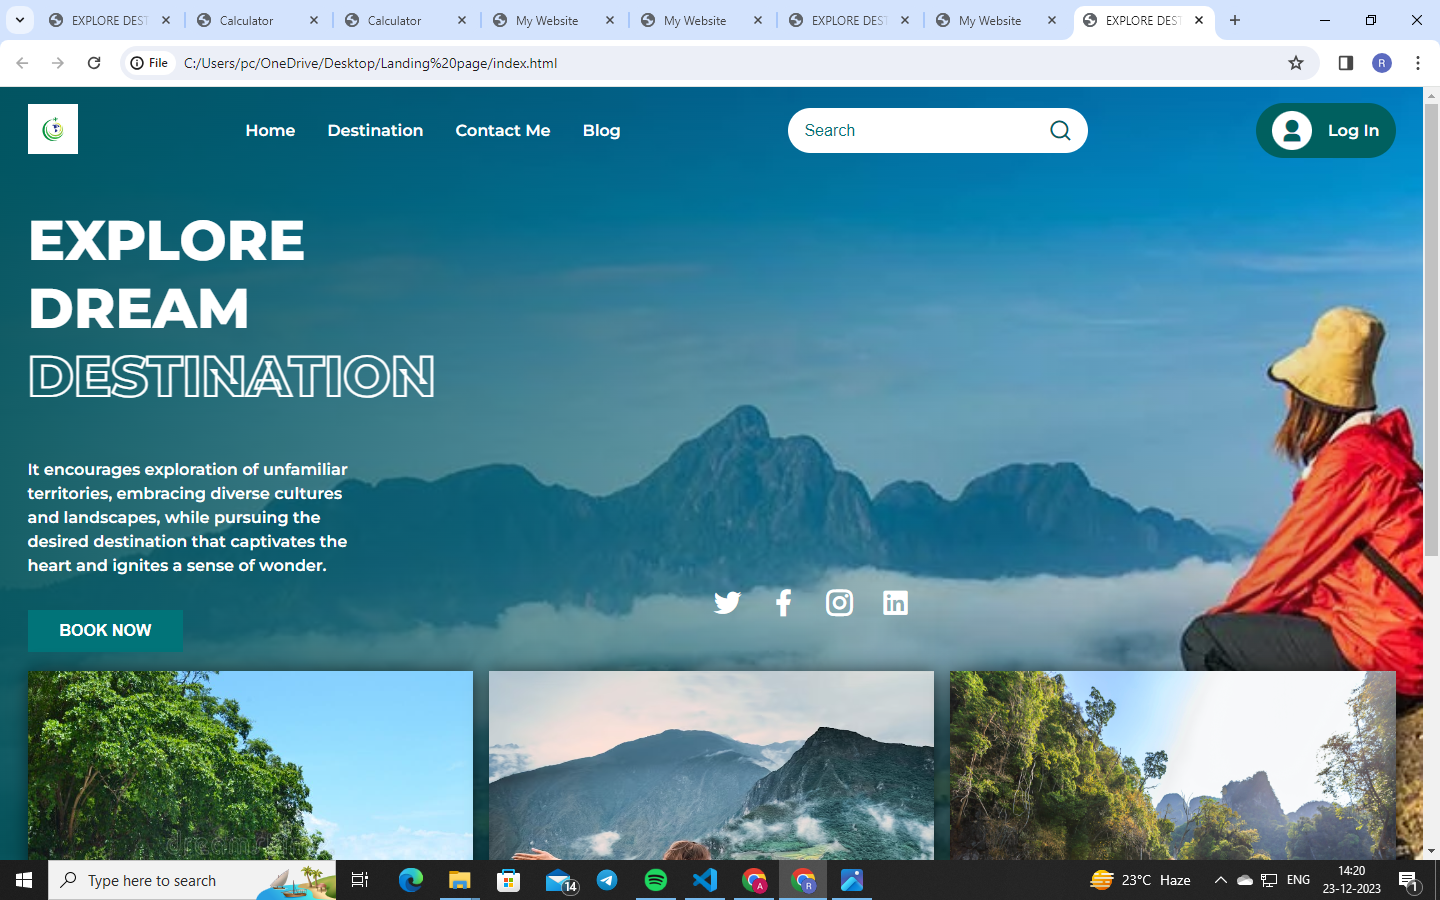 EXPLORE DEST
Calculator
Calculator
My Website
My Website
EXPLORE DEST
My Website
EXPLORE DEST
File
C:/Users/pc/OneDrive/Desktop/Landing%20page/index.html
R
Home
Destination
Contact Me
Blog
Search
Log In
EXPLORE
DREAM
DESTINATION
It encourages exploration of unfamiliar
territories, embracing diverse cultures
and landscapes, while pursuing the
desired destination that captivates the
heart and ignites a sense of wonder.
BOOK NOW
Type here to search
14
A
R
23°C Haze
ENG
14:20
23-12-2023
1